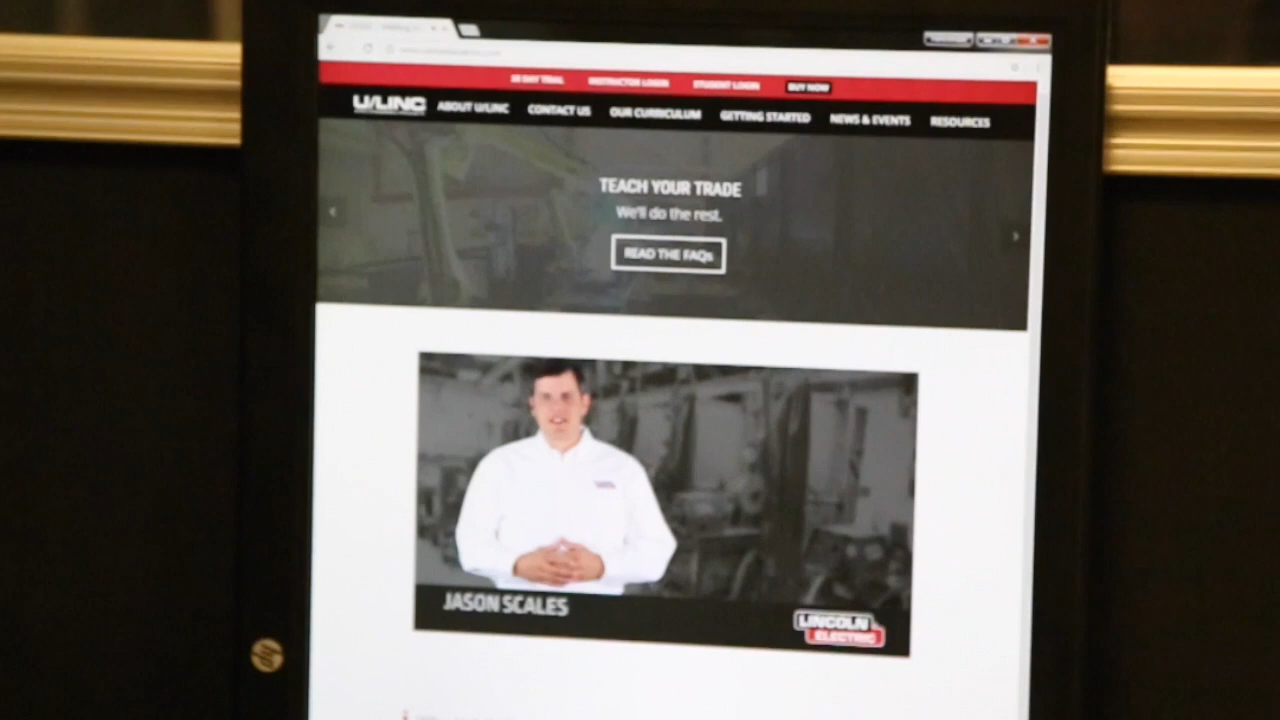 30 DAY TRIAL INSTRUCTOR LOGIN STUDENT LOGIN BUY NOW
U/LINC ABOUT U/LINC CONTACT US OUR CURRICULUM GETTING STARTED NEWS & EVENTS RESOURCES
TEACH YOUR TRADE
We'll do the rest.
READ THE FAQs
JASON SCALES
LINCOLN
ELECTRIC
hp